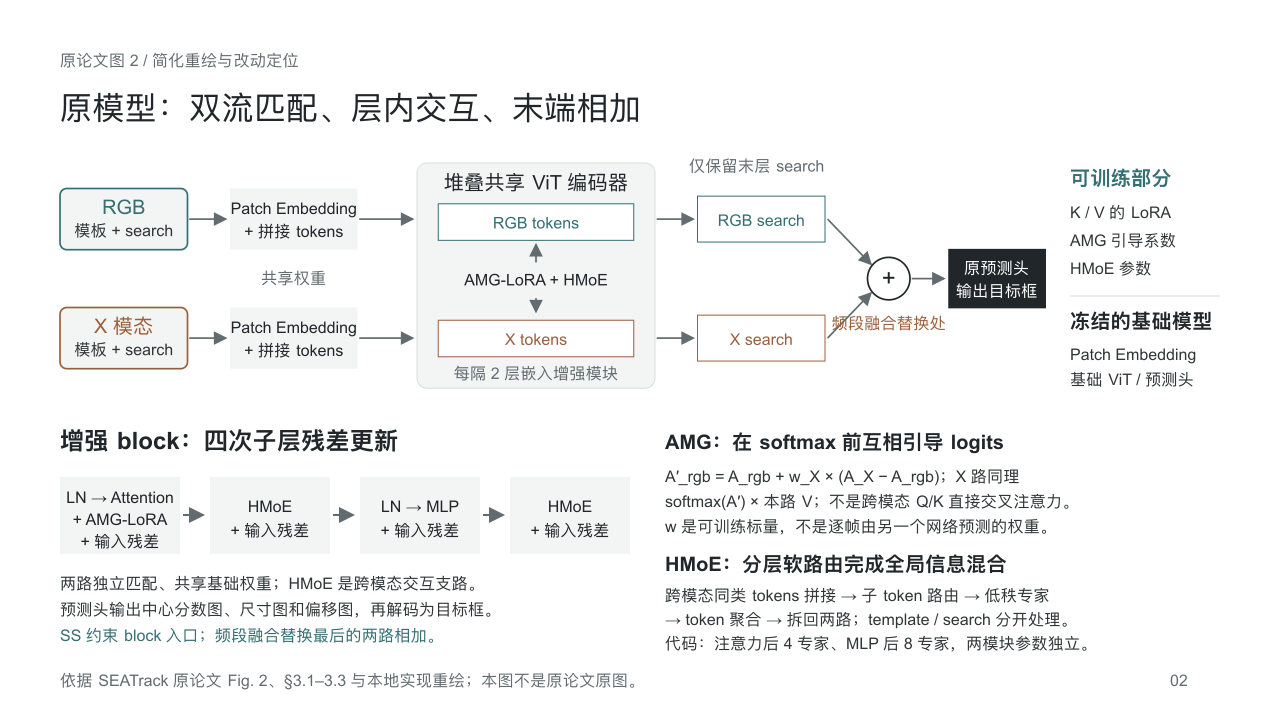 原论文图 2 / 简化重绘与改动定位
原模型：双流匹配、层内交互、末端相加
RGB
模板 + search
Patch Embedding
+ 拼接 tokens
共享权重
X 模态
模板 + search
Patch Embedding
+ 拼接 tokens
堆叠共享 ViT 编码器
RGB tokens
AMG-LoRA + HMoE
X tokens
每隔 2 层嵌入增强模块
仅保留末层 search
RGB search
X search
+
频段融合替换处
原预测头
输出目标框
可训练部分
K / V 的 LoRA
AMG 引导系数
HMoE 参数
冻结的基础模型
Patch Embedding
基础 ViT / 预测头
增强 block：四次子层残差更新
LN → Attention
+ AMG-LoRA
+ 输入残差
HMoE
+ 输入残差
LN → MLP
+ 输入残差
HMoE
+ 输入残差
两路独立匹配、共享基础权重；HMoE 是跨模态交互支路。
预测头输出中心分数图、尺寸图和偏移图，再解码为目标框。
SS 约束 block 入口；频段融合替换最后的两路相加。
AMG：在 softmax 前互相引导 logits
A′_rgb = A_rgb + w_X × (A_X − A_rgb)；X 路同理
softmax(A′) × 本路 V；不是跨模态 Q/K 直接交叉注意力。
w 是可训练标量，不是逐帧由另一个网络预测的权重。
HMoE：分层软路由完成全局信息混合
跨模态同类 tokens 拼接 → 子 token 路由 → 低秩专家
→ token 聚合 → 拆回两路；template / search 分开处理。
代码：注意力后 4 专家、MLP 后 8 专家，两模块参数独立。
依据 SEATrack 原论文 Fig. 2、§3.1–3.3 与本地实现重绘；本图不是原论文原图。
02